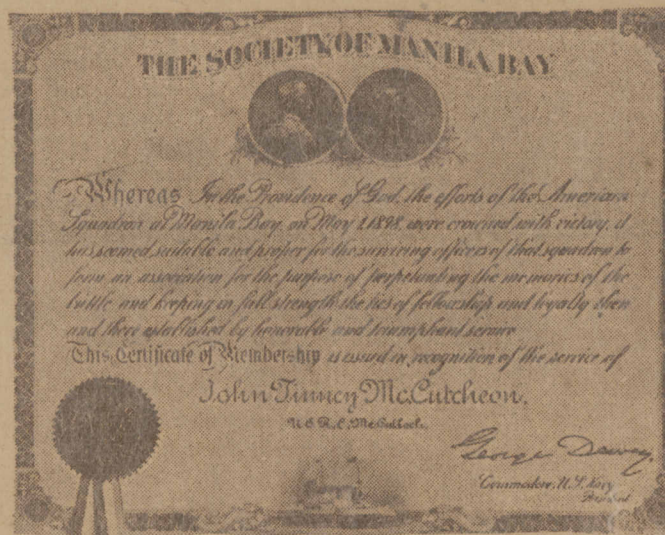 THE SOCIETY OF MANILA BAY
Whereas In the Providence of God, the efforts of the American
Squadron at Manila Bay, on May 1, 1898, were crowned with victory, it
has seemed suitable and proper for the surviving officers of that squadron to
form an association for the purpose of perpetuating the memories of the
battle and keeping in full strength the ties of fellowship and loyalty then
and there established by honorable and triumphant service
This Certificate of Membership is issued in recognition of the service of
John Tinney McCutcheon,
U.S.R.C. McCulloch.
George Dewey,
Commodore, U.S. Navy
President